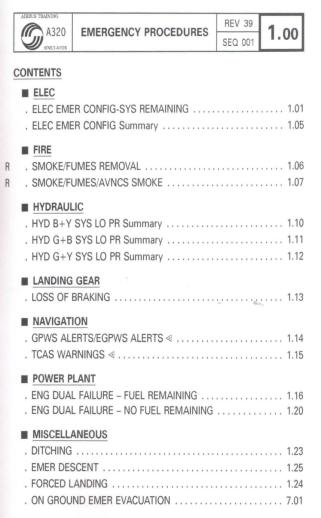 AIRBUS TRAINING
A320
SIMULATOR
EMERGENCY PROCEDURES
REV 39
SEQ 001
1.00
CONTENTS
■ ELEC
. ELEC EMER CONFIG-SYS REMAINING .................... 1.01
. ELEC EMER CONFIG Summary .......................... 1.05
■ FIRE
R . SMOKE/FUMES REMOVAL .............................. 1.06
R . SMOKE/FUMES/AVNCS SMOKE ......................... 1.07
■ HYDRAULIC
. HYD B+Y SYS LO PR Summary ......................... 1.10
. HYD G+B SYS LO PR Summary ......................... 1.11
. HYD G+Y SYS LO PR Summary ......................... 1.12
■ LANDING GEAR
. LOSS OF BRAKING ................................... 1.13
■ NAVIGATION
. GPWS ALERTS/EGPWS ALERTS ⋖ ....................... 1.14
. TCAS WARNINGS ⋖ .................................. 1.15
■ POWER PLANT
. ENG DUAL FAILURE – FUEL REMAINING ................. 1.16
. ENG DUAL FAILURE – NO FUEL REMAINING ............. 1.20
■ MISCELLANEOUS
. DITCHING .......................................... 1.23
. EMER DESCENT ...................................... 1.25
. FORCED LANDING .................................... 1.24
. ON GROUND EMER EVACUATION ........................ 7.01